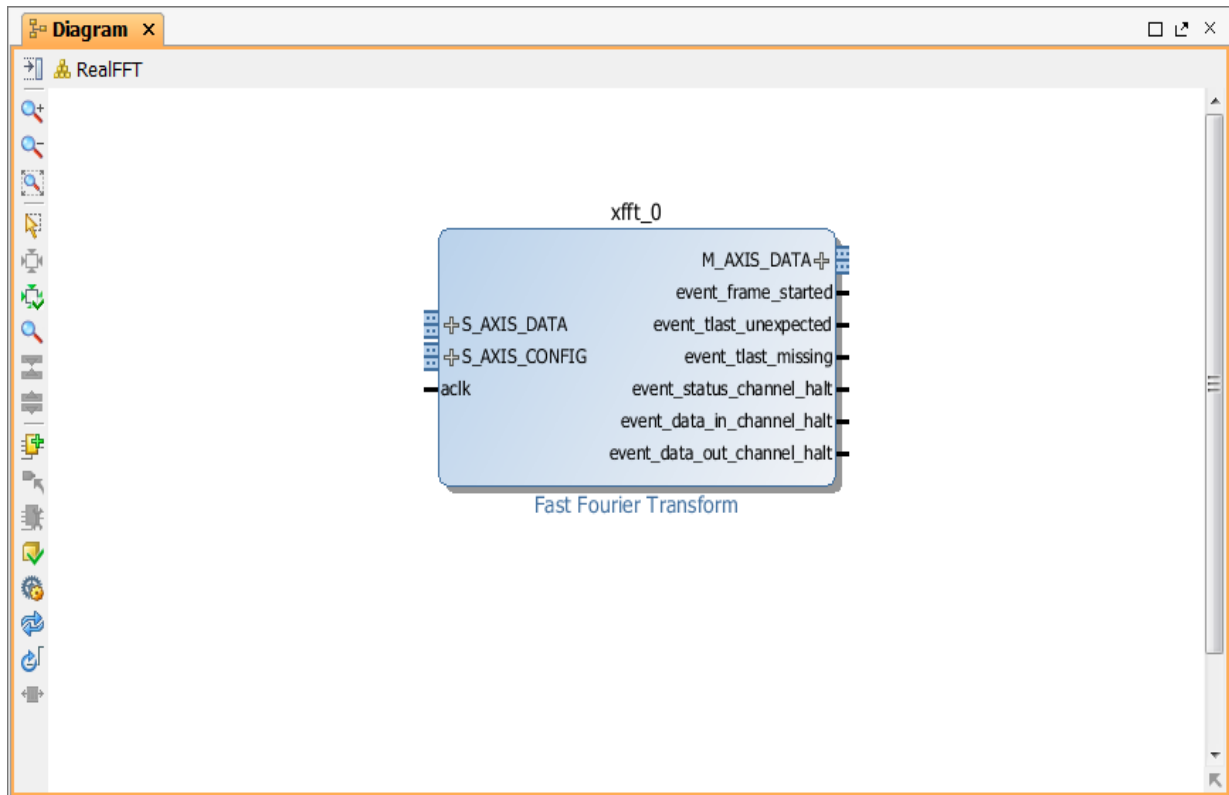 Diagram
RealFFT
xfft_0
M_AXIS_DATA
event_frame_started
S_AXIS_DATA
event_tlast_unexpected
S_AXIS_CONFIG
event_tlast_missing
aclk
event_status_channel_halt
event_data_in_channel_halt
event_data_out_channel_halt
Fast Fourier Transform